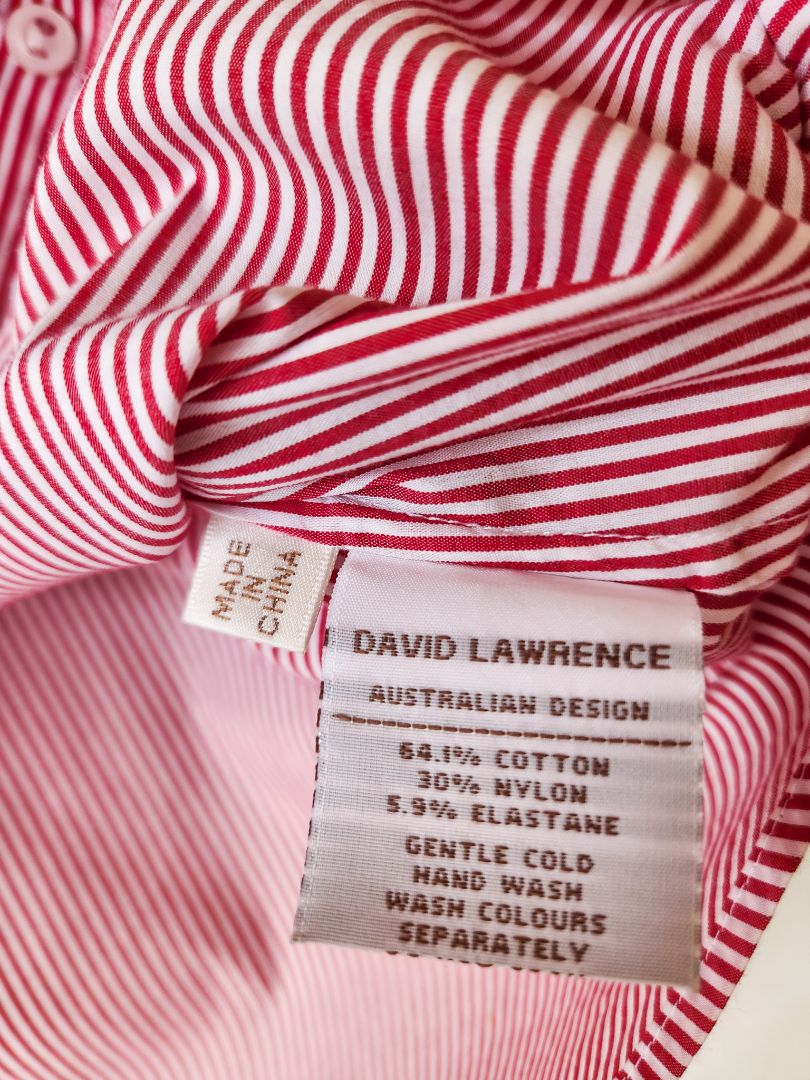 MADE
IN
CHINA
DAVID LAWRENCE
AUSTRALIAN DESIGN
64.1% COTTON
30% NYLON
5.9% ELASTANE
GENTLE COLD
HAND WASH
WASH COLOURS
SEPARATELY